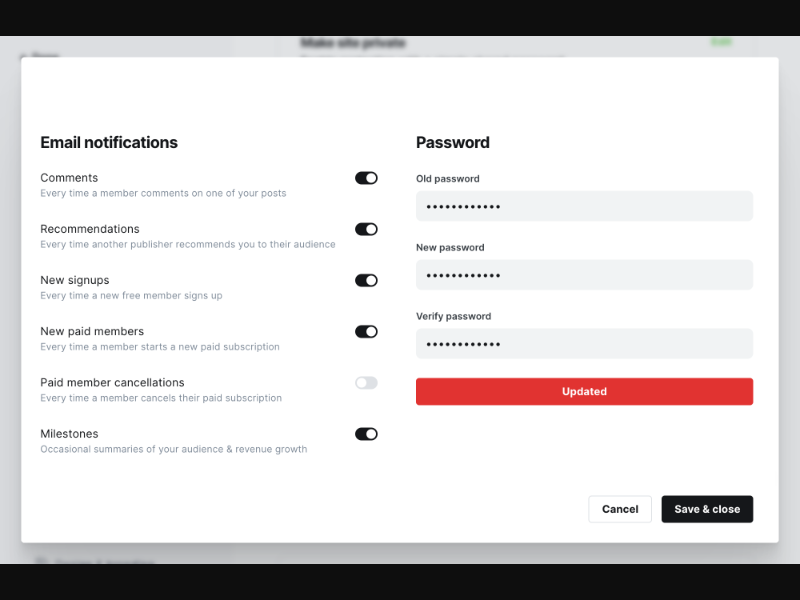 Make site private
Edit
Email notifications
Comments
Every time a member comments on one of your posts
Recommendations
Every time another publisher recommends you to their audience
New signups
Every time a new free member signs up
New paid members
Every time a member starts a new paid subscription
Paid member cancellations
Every time a member cancels their paid subscription
Milestones
Occasional summaries of your audience & revenue growth
Password
Old password
New password
Verify password
Updated
Cancel
Save & close